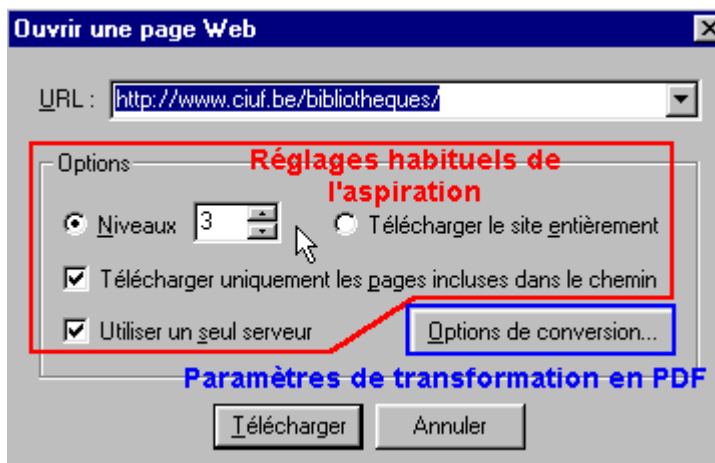 Ouvrir une page Web
URL : http://www.ciuf.be/bibliotheques/
Options
Réglages habituels de
l'aspiration
Niveaux 3 Télécharger le site entièrement
Télécharger uniquement les pages incluses dans le chemin
Utiliser un seul serveur Options de conversion...
Paramètres de transformation en PDF
Télécharger Annuler